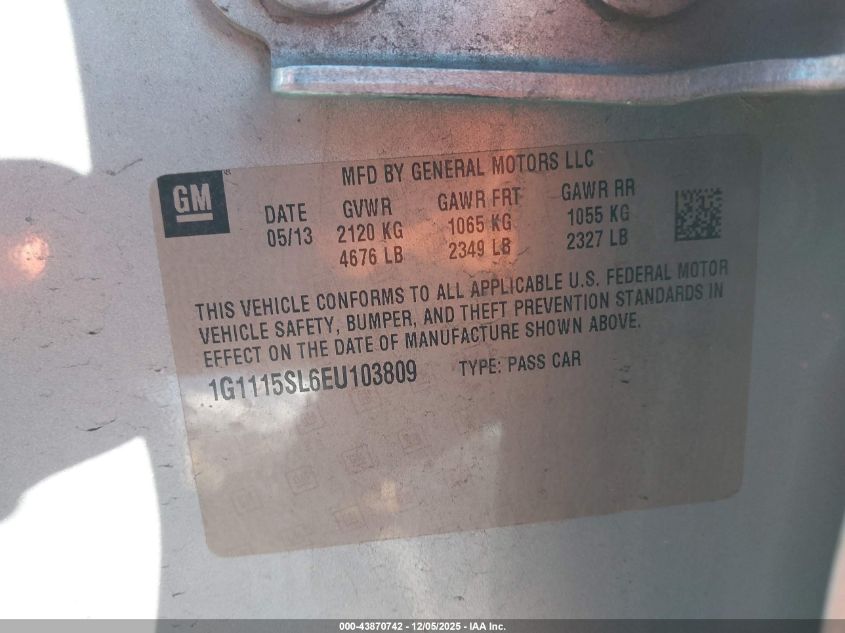 GM
MFD BY GENERAL MOTORS LLC
DATE GVWR GAWR FRT GAWR RR
05/13 2120 KG 1065 KG 1055 KG
4676 LB 2349 LB 2327 LB
THIS VEHICLE CONFORMS TO ALL APPLICABLE U.S. FEDERAL MOTOR
VEHICLE SAFETY, BUMPER, AND THEFT PREVENTION STANDARDS IN
EFFECT ON THE DATE OF MANUFACTURE SHOWN ABOVE.
1G1115SL6EU103809 TYPE: PASS CAR
000-43870742 - 12/05/2025 - IAA Inc.